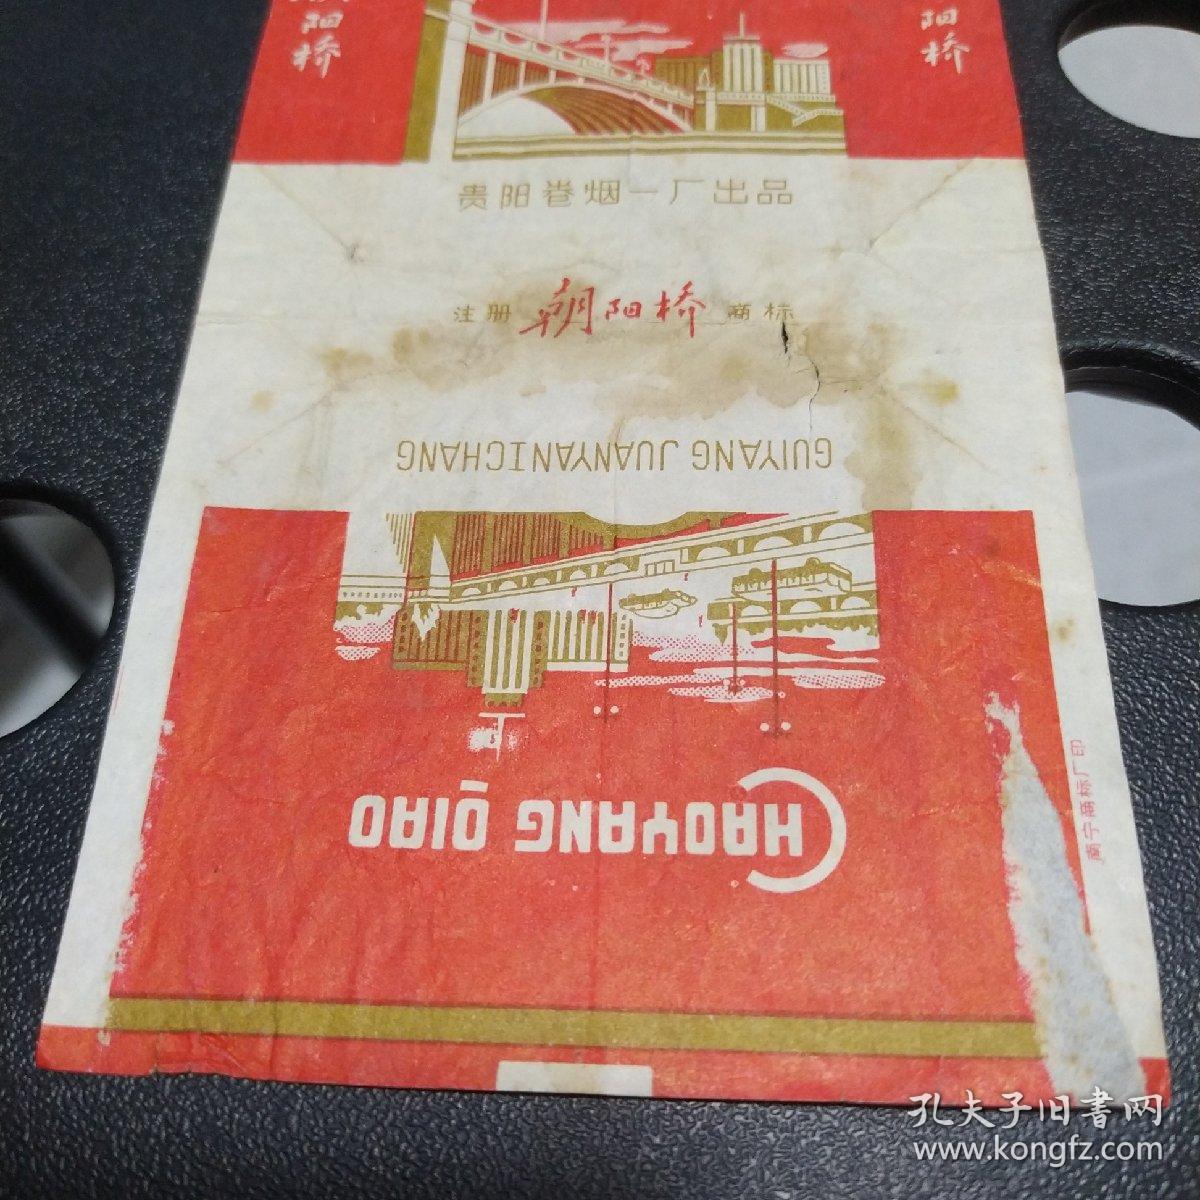 阳桥
阳桥
贵阳卷烟一厂出品
注册 朝阳桥 商标
GUIYANG JUANYANICHANG
CHAOYANG QIAO
南宁商标厂印
孔夫子旧書网
www.kongfz.com